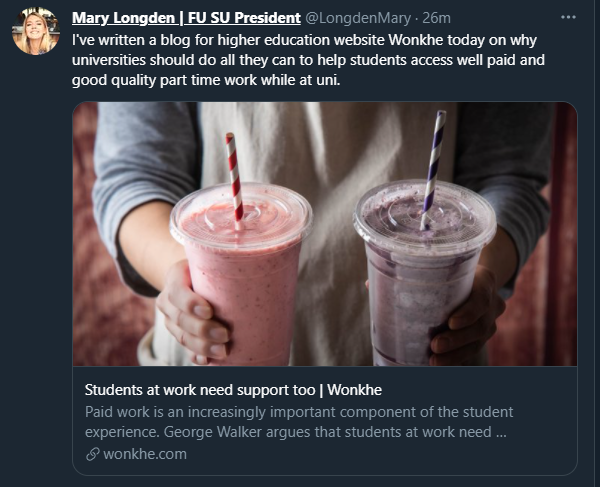 Mary Longden | FU SU President @LongdenMary · 26m
I've written a blog for higher education website Wonkhe today on why
universities should do all they can to help students access well paid and
good quality part time work while at uni.
Students at work need support too | Wonkhe
Paid work is an increasingly important component of the student
experience. George Walker argues that students at work need ...
wonkhe.com